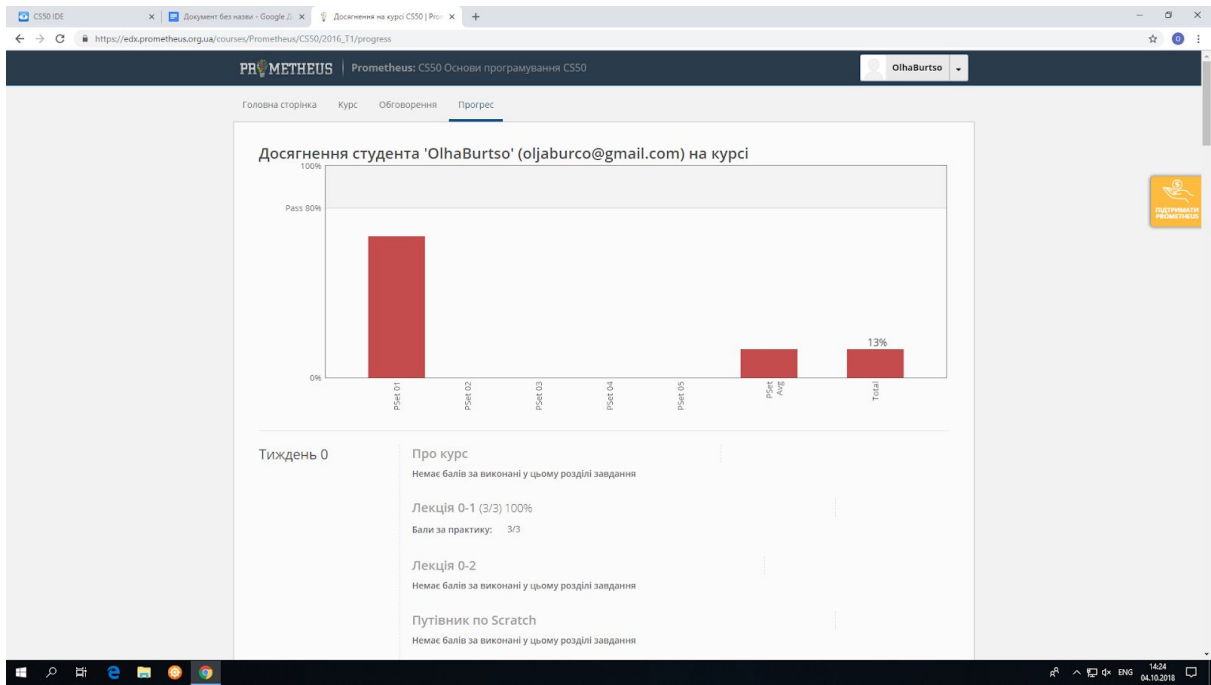 CS50 IDE
Документ без назви - Google Д
Досягнення на курсі CS50 | Pro
https://edx.prometheus.org.ua/courses/Prometheus/CS50/2016_T1/progress
PROMETHEUS
Prometheus: CS50 Основи програмування CS50
OlhaBurtso
Головна сторінка Курс Обговорення Прогрес
Досягнення студента 'OlhaBurtso' (oljaburco@gmail.com) на курсі
100%
Pass 80%
13%
0%
PSet 01
PSet 02
PSet 03
PSet 04
PSet 05
PSet
Avg
Total
ПІДТРИМАТИ
PROMETHEUS
Тиждень 0
Про курс
Немає балів за виконані у цьому розділі завдання
Лекція 0-1 (3/3) 100%
Бали за практику: 3/3
Лекція 0-2
Немає балів за виконані у цьому розділі завдання
Путівник по Scratch
Немає балів за виконані у цьому розділі завдання
ENG
14:24
04.10.2018